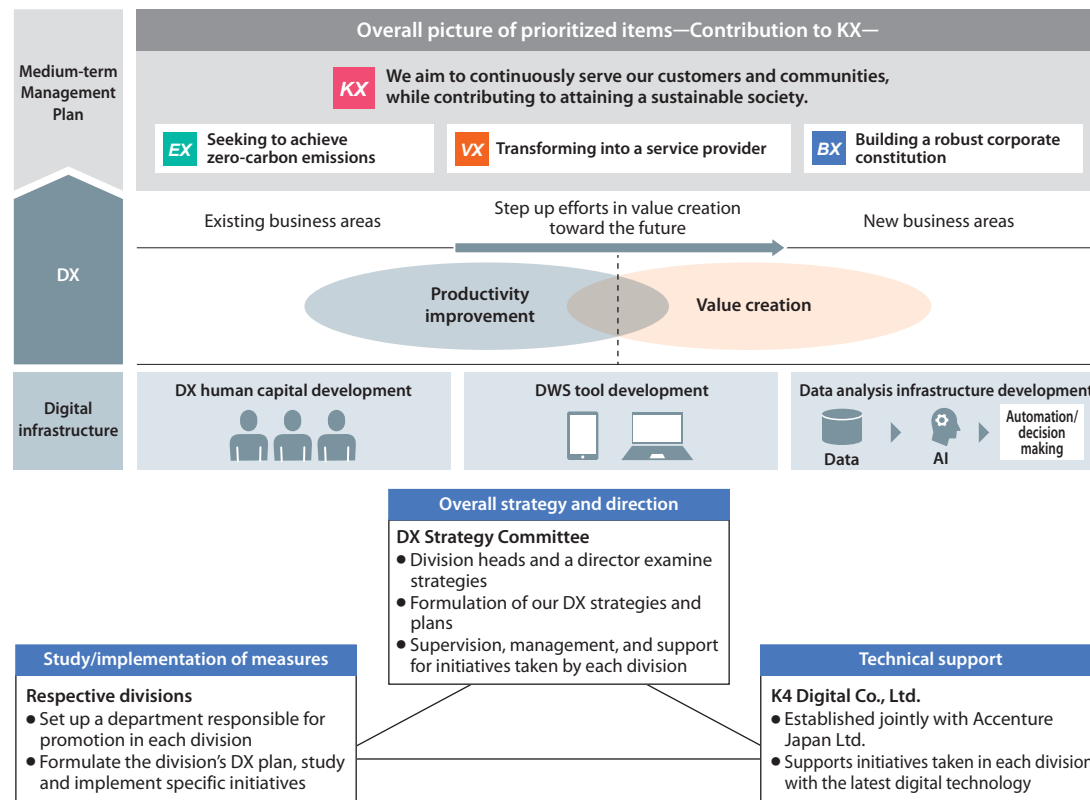 Overall picture of prioritized items—Contribution to KX—
Medium-term
Management
Plan
KX
We aim to continuously serve our customers and communities,
while contributing to attaining a sustainable society.
EX
Seeking to achieve
zero-carbon emissions
VX
Transforming into a service provider
BX
Building a robust corporate
constitution
DX
Existing business areas
Step up efforts in value creation
toward the future
New business areas
Productivity
improvement
Value creation
Digital
infrastructure
DX human capital development
DWS tool development
Data analysis infrastructure development
Data
AI
Automation/
decision
making
Overall strategy and direction
DX Strategy Committee
● Division heads and a director examine
strategies
● Formulation of our DX strategies and
plans
● Supervision, management, and support
for initiatives taken by each division
Study/implementation of measures
Respective divisions
● Set up a department responsible for
promotion in each division
● Formulate the division's DX plan, study
and implement specific initiatives
Technical support
K4 Digital Co., Ltd.
● Established jointly with Accenture
Japan Ltd.
● Supports initiatives taken in each division
with the latest digital technology